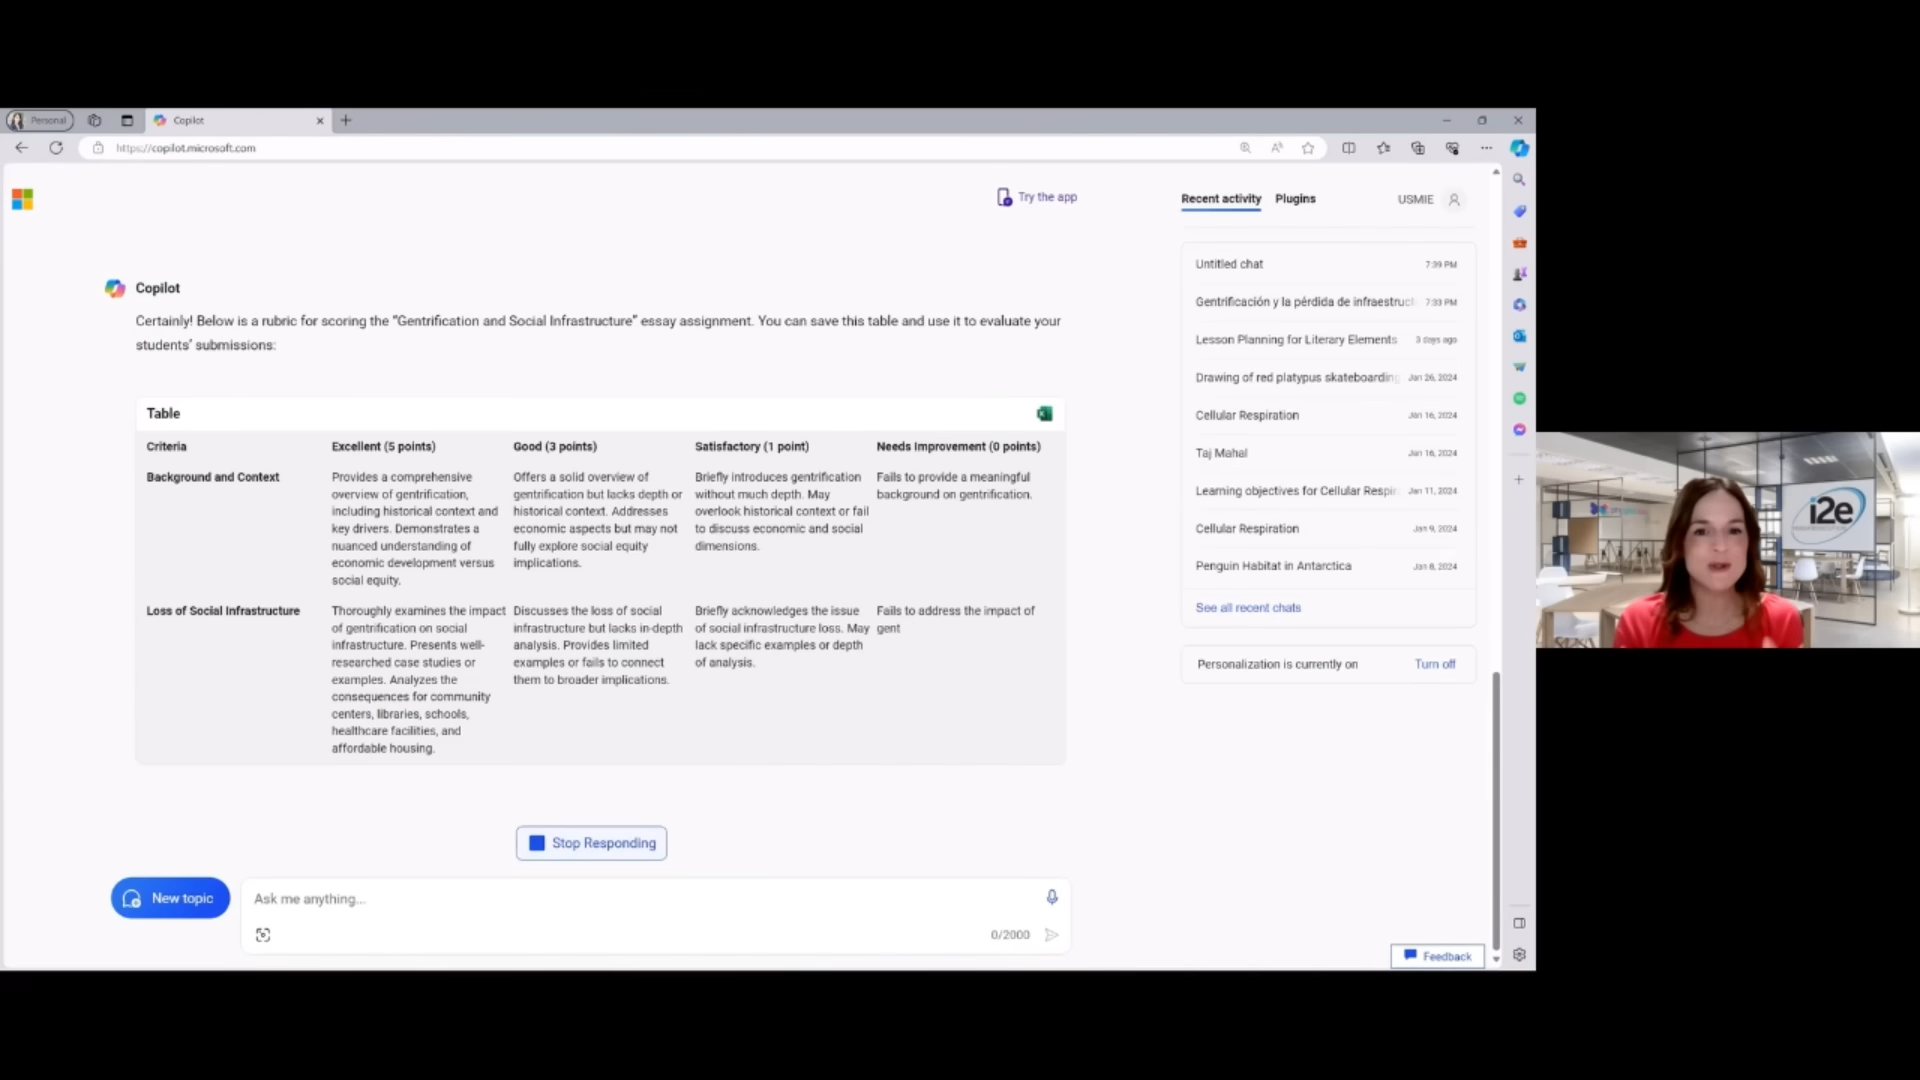 Personal
Copilot
https://copilot.microsoft.com
Try the app
Recent activity
Plugins
USMIE
Copilot
Certainly! Below is a rubric for scoring the “Gentrification and Social Infrastructure” essay assignment. You can save this table and use it to evaluate your
students’ submissions:
Table
Criteria
Excellent (5 points)
Good (3 points)
Satisfactory (1 point)
Needs Improvement (0 points)
Background and Context
Provides a comprehensive
overview of gentrification,
including historical context and
key drivers. Demonstrates a
nuanced understanding of
economic development versus
social equity.
Offers a solid overview of
gentrification but lacks depth or
historical context. Addresses
economic aspects but may not
fully explore social equity
implications.
Briefly introduces gentrification
without much depth. May
overlook historical context or fail
to discuss economic and social
dimensions.
Fails to provide a meaningful
background on gentrification.
Loss of Social Infrastructure
Thoroughly examines the impact
of gentrification on social
infrastructure. Presents well-
researched case studies or
examples. Analyzes the
consequences for community
centers, libraries, schools,
healthcare facilities, and
affordable housing.
Discusses the loss of social
infrastructure but lacks in-depth
analysis. Provides limited
examples or fails to connect
them to broader implications.
Briefly acknowledges the issue
of social infrastructure loss. May
lack specific examples or depth
of analysis.
Fails to address the impact of
gent
Stop Responding
New topic
Ask me anything...
0/2000
Untitled chat
7:39 PM
Gentrificación y la pérdida de infraestruct
7:33 PM
Lesson Planning for Literary Elements
3 days ago
Drawing of red platypus skateboarding
Jan 26, 2024
Cellular Respiration
Jan 16, 2024
Taj Mahal
Jan 16, 2024
Learning objectives for Cellular Respir
Jan 11, 2024
Cellular Respiration
Jan 9, 2024
Penguin Habitat in Antarctica
Jan 8, 2024
See all recent chats
Personalization is currently on
Turn off
Feedback
i2e